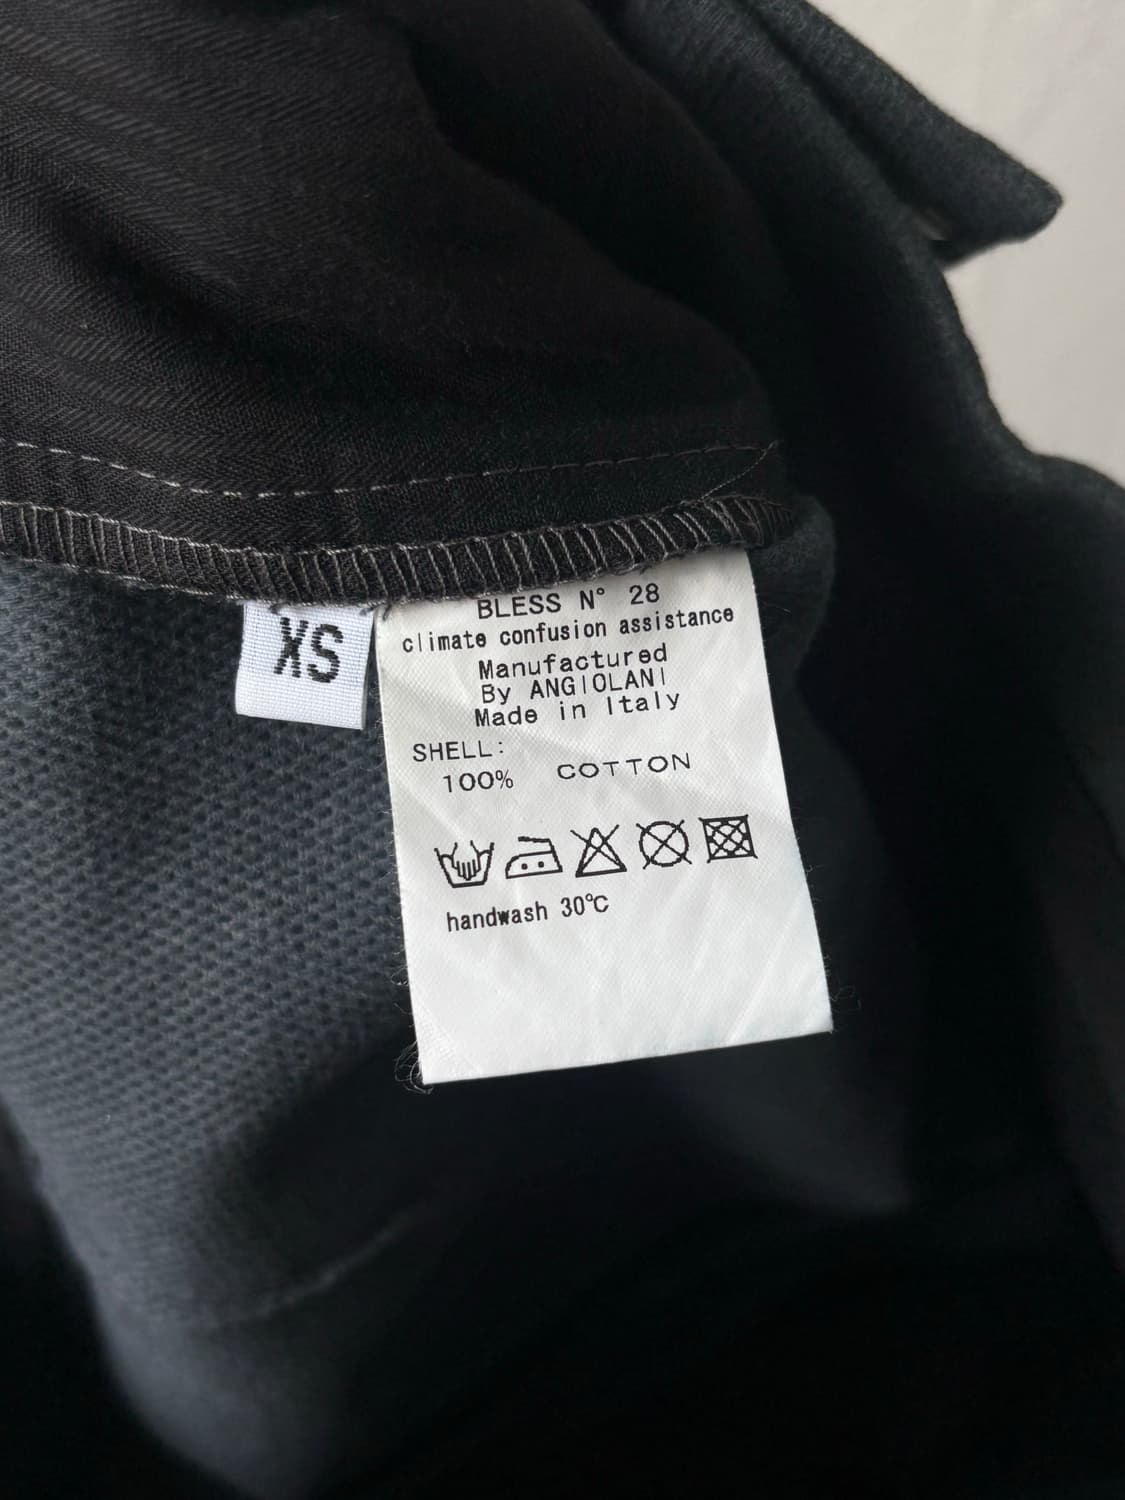 XS
BLESS N° 28
climate confusion assistance
Manufactured
By ANGIOLANI
Made in Italy
SHELL:
100% COTTON
handwash 30℃